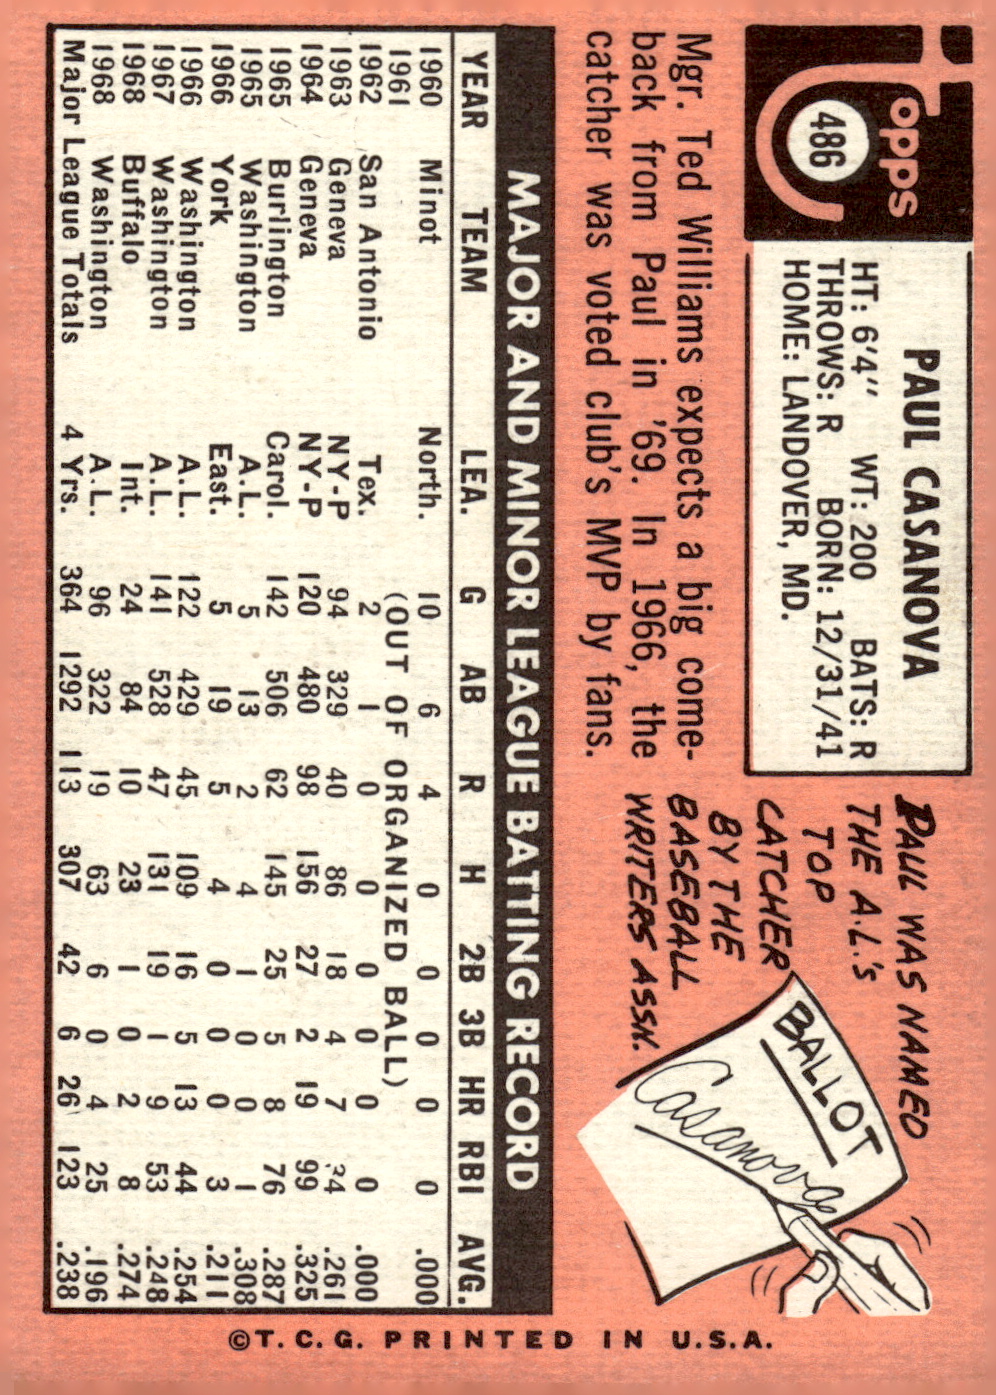 topps
486
PAUL CASANOVA
HT: 6'4" WT: 200 BATS: R
THROWS: R BORN: 12/31/41
HOME: LANDOVER, MD.
PAUL WAS NAMED
THE A.L.'s
TOP
CATCHER
BY THE
BASEBALL
WRITERS ASSN.
BALLOT
Casanova
Mgr. Ted Williams expects a big come-
back from Paul in '69. In 1966, the
catcher was voted club's MVP by fans.
MAJOR AND MINOR LEAGUE BATTING RECORD
YEAR TEAM LEA. G AB R H 2B 3B HR RBI AVG.
1960 Minot North. 10 6 4 0 0 0 0 0 .000
1961 (OUT OF ORGANIZED BALL)
1962 San Antonio Tex. 2 1 0 0 0 0 0 0 .000
1963 Geneva NY-P 94 329 40 86 18 4 7 34 .261
1964 Geneva NY-P 120 480 98 156 27 2 19 99 .325
1965 Burlington Carol. 142 506 62 145 25 5 8 76 .287
1965 Washington A.L. 5 13 2 4 1 0 0 1 .308
1966 York East. 5 19 5 4 0 0 0 3 .211
1966 Washington A.L. 122 429 45 109 16 5 13 44 .254
1967 Washington A.L. 141 528 47 131 19 1 9 53 .248
1968 Buffalo Int. 24 84 10 23 1 0 2 8 .274
1968 Washington A.L. 96 322 19 63 6 0 4 25 .196
Major League Totals 4 Yrs. 364 1292 113 307 42 6 26 123 .238
©T.C.G. PRINTED IN U.S.A.